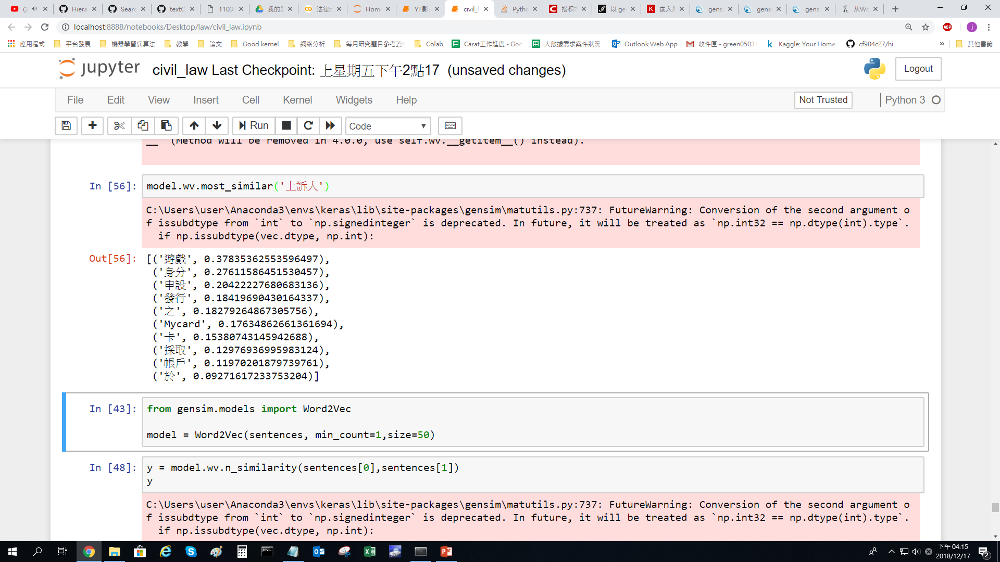 Hiera
Sear
textC
1103
我的
法律c
Hom
YT影
civil_
Pytho
搭积
以 ge
嵌入
gens
gens
gens
从Wo
localhost:8888/notebooks/Desktop/law/civil_law.ipynb
ABP
j
應用程式
平台發展
機器學習演算法
教學
論文
Good kernel
網絡分析
每月研究題目參考資
Colab
Carat工作進度 - Goo
大數據需求案件狀況
Outlook Web App
收件匣 - green0503
Kaggle: Your Home
cf904c27/hi
»
其他書籤
jupyter
civil_law Last Checkpoint: 上星期五下午2點17 (unsaved changes)
Logout
File
Edit
View
Insert
Cell
Kernel
Widgets
Help
Not Trusted
Python 3
Run
Code
__` (Method will be removed in 4.0.0, use self.wv.__getitem__() instead).
In [56]:
model.wv.most_similar('上訴人')
C:\Users\user\Anaconda3\envs\keras\lib\site-packages\gensim\matutils.py:737: FutureWarning: Conversion of the second argument o
f issubdtype from `int` to `np.signedinteger` is deprecated. In future, it will be treated as `np.int32 == np.dtype(int).type`.
if np.issubdtype(vec.dtype, np.int):
Out[56]:
[('遊戲', 0.37835362553596497),
('身分', 0.27611586451530457),
('申設', 0.20422227680683136),
('發行', 0.18419690430164337),
('之', 0.182792648673057​56),
('Mycard', 0.17634862661361694),
('卡', 0.15380743145942688),
('採取', 0.12976936995983124),
('帳戶', 0.11970201879739761),
('於', 0.09271617233753204)]
In [43]:
from gensim.models import Word2Vec
model = Word2Vec(sentences, min_count=1,size=50)
In [48]:
y = model.wv.n_similarity(sentences[0],sentences[1])
y
C:\Users\user\Anaconda3\envs\keras\lib\site-packages\gensim\matutils.py:737: FutureWarning: Conversion of the second argument o
f issubdtype from `int` to `np.signedinteger` is deprecated. In future, it will be treated as `np.int32 == np.dtype(int).type`.
if np.issubdtype(vec.dtype, np.int):
下午 04:15
2018/12/17
2